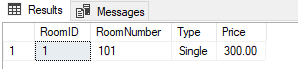 Results Messages
RoomID RoomNumber Type Price
1 1 101 Single 300.00